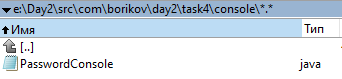 e:\Day2\src\com\borikov\day2\task4\console\*.*
Имя Тип
[..]
PasswordConsole java